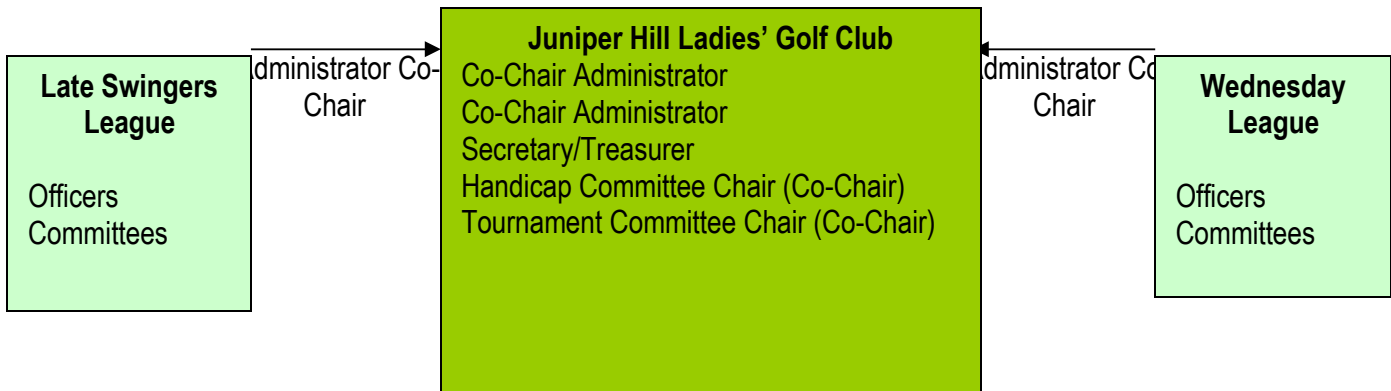 Juniper Hill Ladies’ Golf Club
Co-Chair Administrator
Co-Chair Administrator
Secretary/Treasurer
Handicap Committee Chair (Co-Chair)
Tournament Committee Chair (Co-Chair)
Late Swingers
League
Officers
Committees
dministrator Co-
Chair
dministrator Co
Chair
Wednesday
League
Officers
Committees